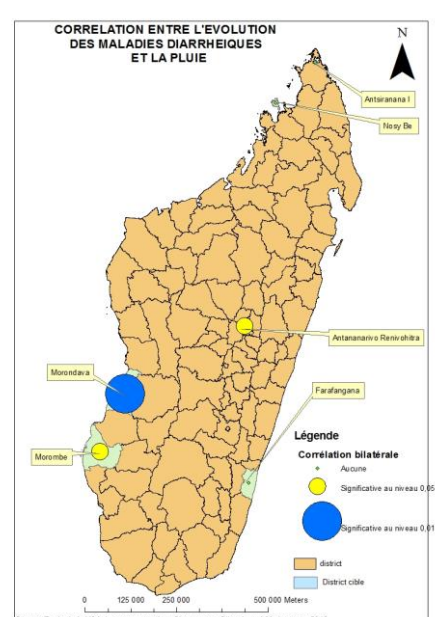 CORRELATION ENTRE L'EVOLUTION
DES MALADIES DIARRHEIQUES
ET LA PLUIE
N
Antsiranana I
Nosy Be
Antananarivo Renivohitra
Morondava
Farafangana
Morombe
Légende
Corrélation bilatérale
Aucune
Significative au niveau 0,05
Significative au niveau 0,01
district
District cible
0 125 000 250 000 500 000 Meters